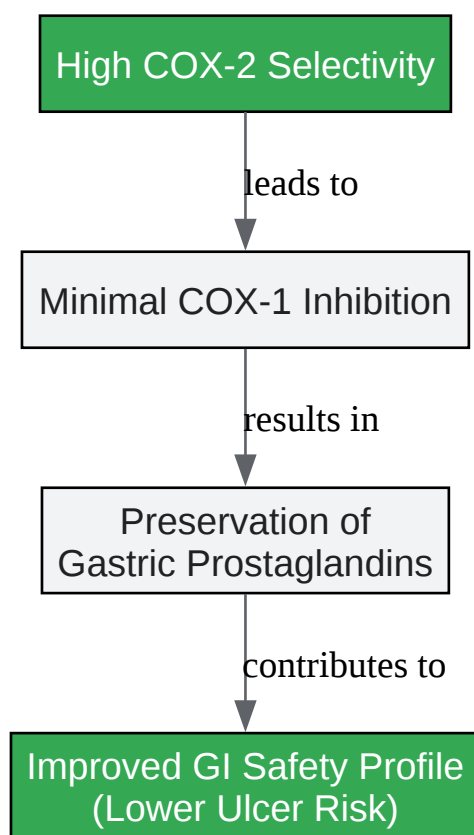 High COX-2 Selectivity
leads to
Minimal COX-1 Inhibition
results in
Preservation of
Gastric Prostaglandins
contributes to
Improved GI Safety Profile
(Lower Ulcer Risk)